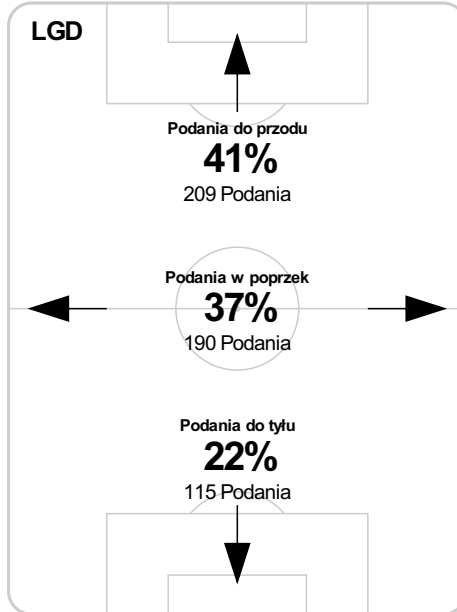 LGD
Podania do przodu
41%
209 Podania
Podania w poprzek
37%
190 Podania
Podania do tyłu
22%
115 Podania